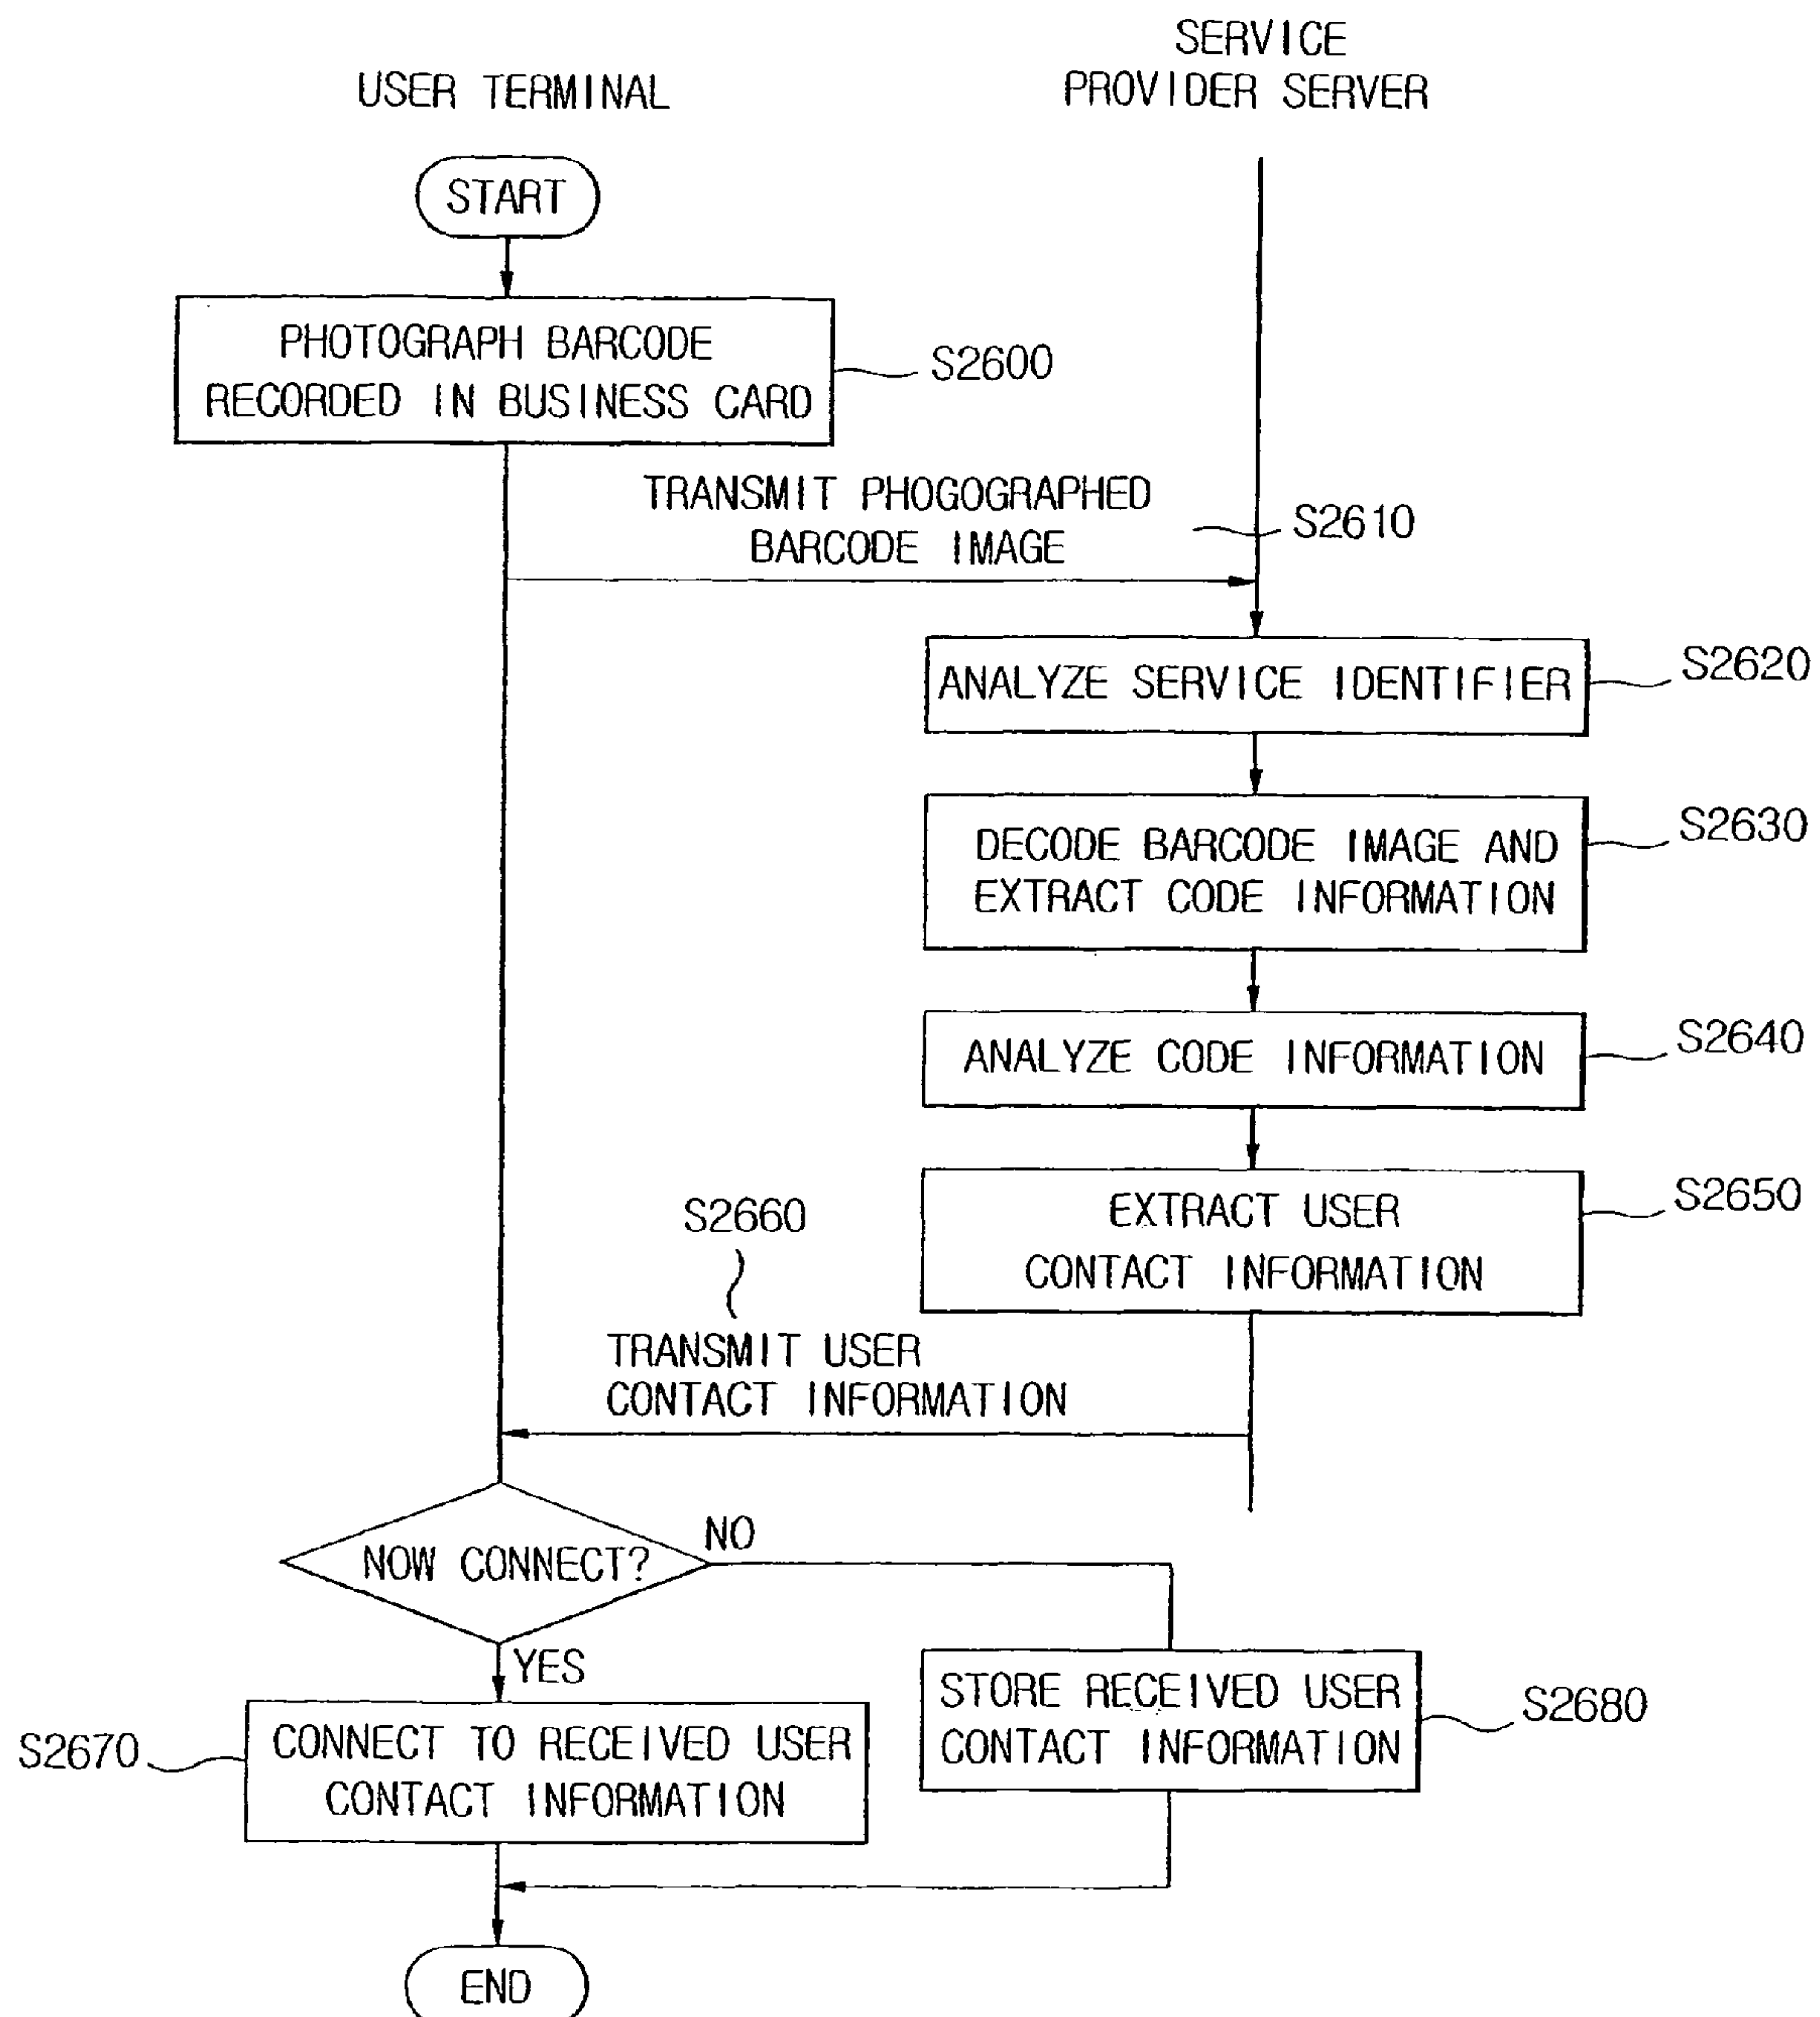 SERVICE
PROVIDER SERVER
USER TERMINAL
START
PHOTOGRAPH BARCODE
RECORDED IN BUSINESS CARD
S2600
TRANSMIT PHOGOGRAPHED
BARCODE IMAGE
S2610
ANALYZE SERVICE IDENTIFIER
S2620
DECODE BARCODE IMAGE AND
EXTRACT CODE INFORMATION
S2630
ANALYZE CODE INFORMATION
S2640
EXTRACT USER
CONTACT INFORMATION
S2650
S2660
TRANSMIT USER
CONTACT INFORMATION
NOW CONNECT?
NO
YES
STORE RECEIVED USER
CONTACT INFORMATION
S2680
S2670
CONNECT TO RECEIVED USER
CONTACT INFORMATION
END